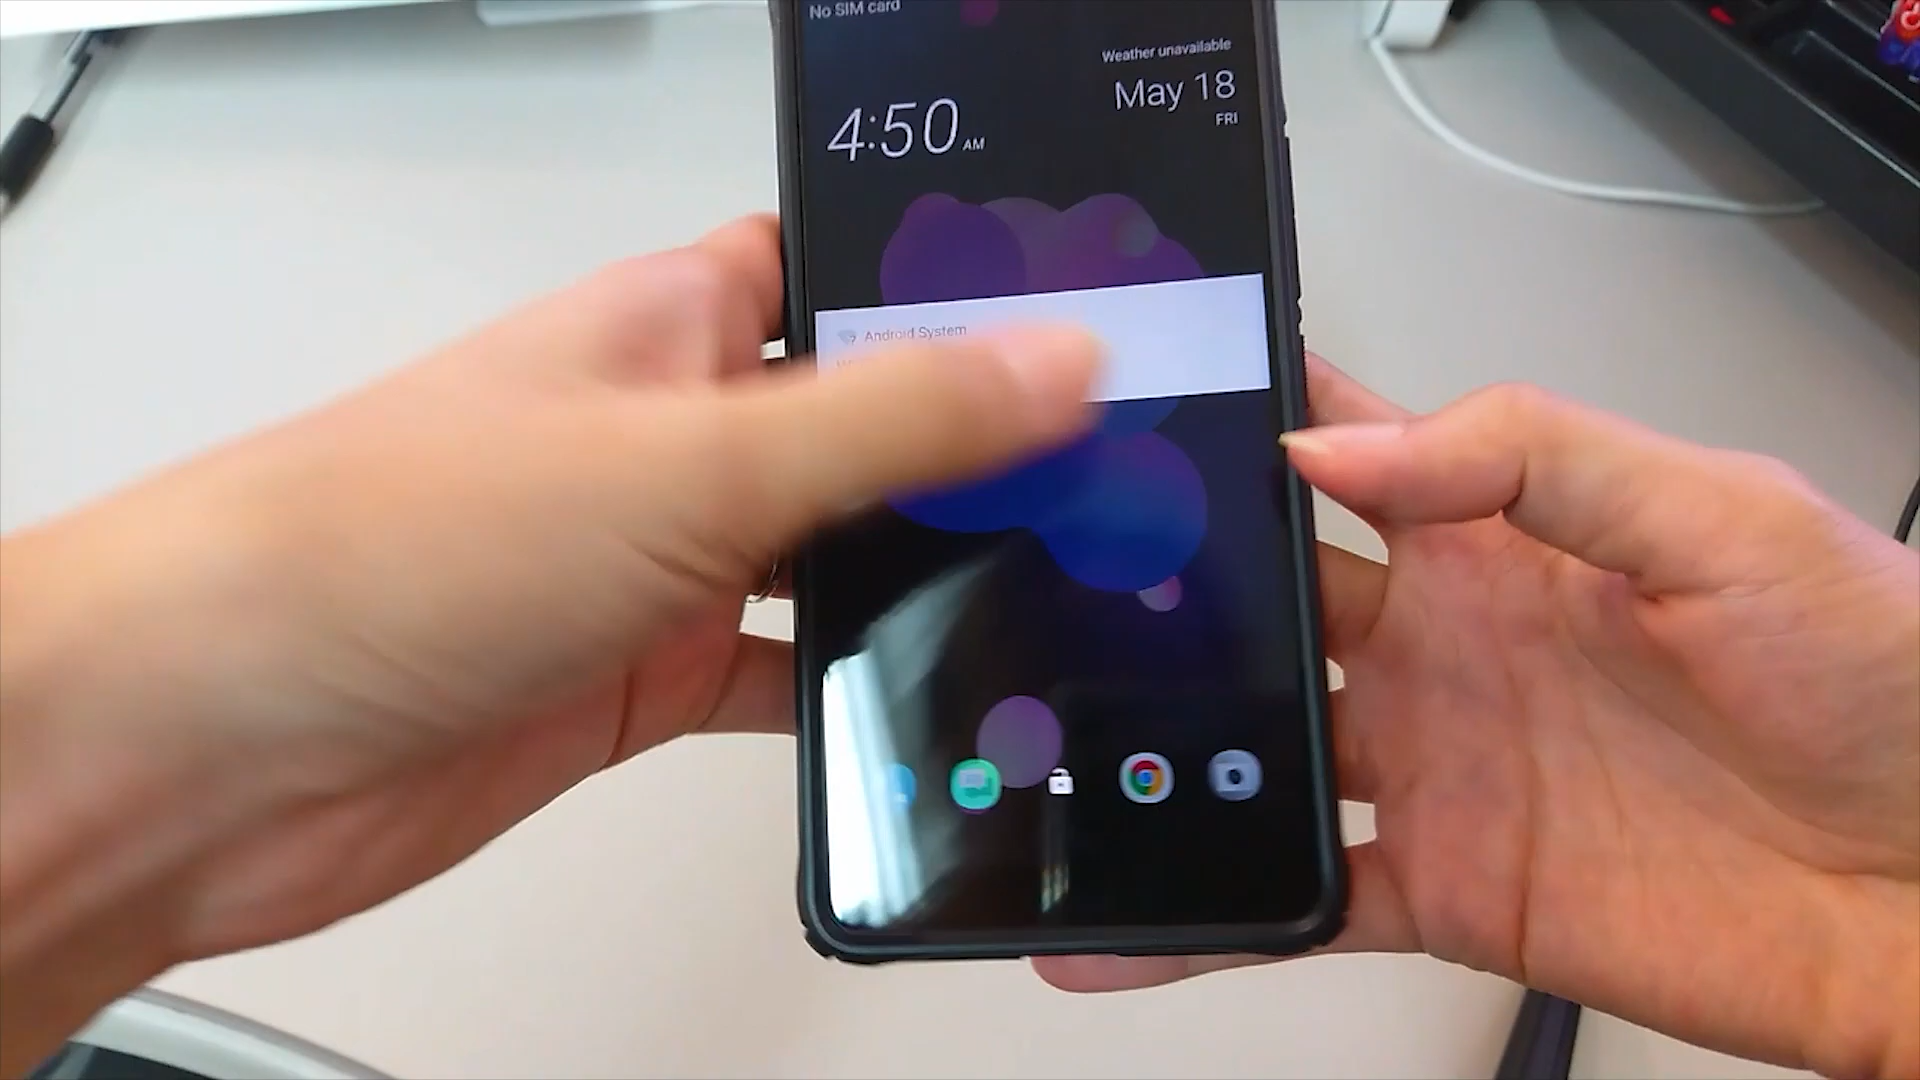 No SIM card
Weather unavailable
May 18
FRI
4:50 AM
Android System